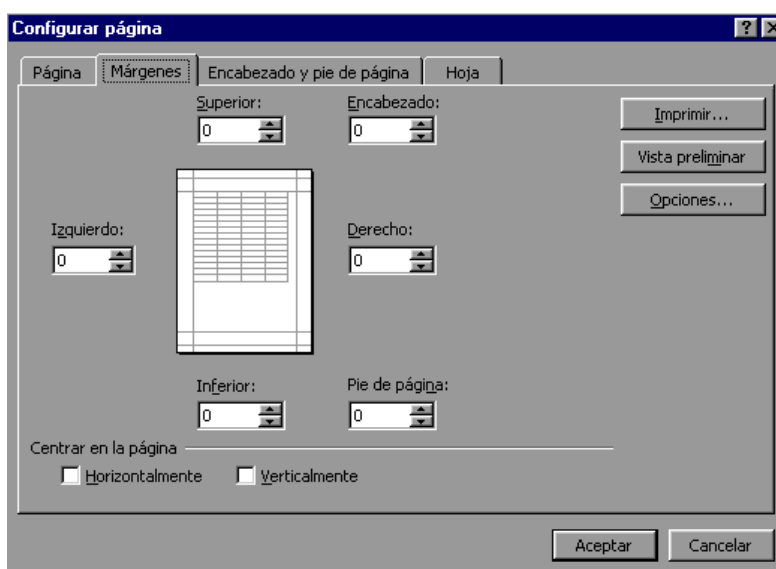 Configurar página
Página Márgenes Encabezado y pie de página Hoja
Superior: Encabezado:
0 0
Imprimir...
Vista preliminar
Opciones...
Izquierdo: Derecho:
0 0
Inferior: Pie de página:
0 0
Centrar en la página
Horizontalmente Verticalmente
Aceptar Cancelar